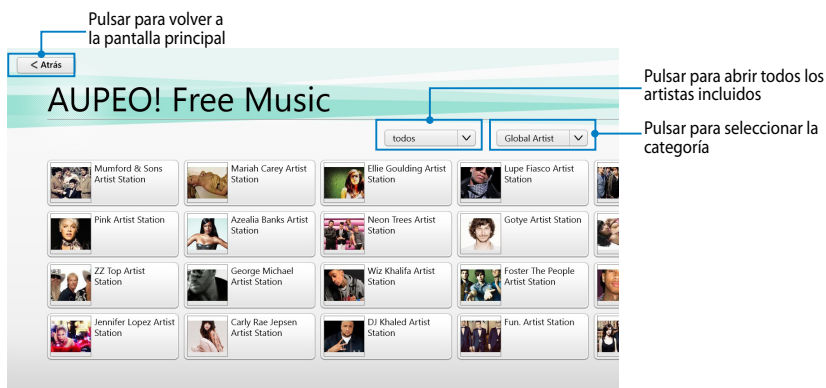 Pulsar para volver a
la pantalla principal
< Atrás
AUPEO! Free Music
Pulsar para abrir todos los
artistas incluidos
todos
Global Artist
Pulsar para seleccionar la
categoría
Mumford & Sons
Artist Station
Mariah Carey Artist
Station
Ellie Goulding Artist
Station
Lupe Fiasco Artist
Station
Pink Artist Station
Azealia Banks Artist
Station
Neon Trees Artist
Station
Gotye Artist Station
ZZ Top Artist
Station
George Michael
Artist Station
Wiz Khalifa Artist
Station
Foster The People
Artist Station
Jennifer Lopez Artist
Station
Carly Rae Jepsen
Artist Station
DJ Khaled Artist
Station
Fun. Artist Station